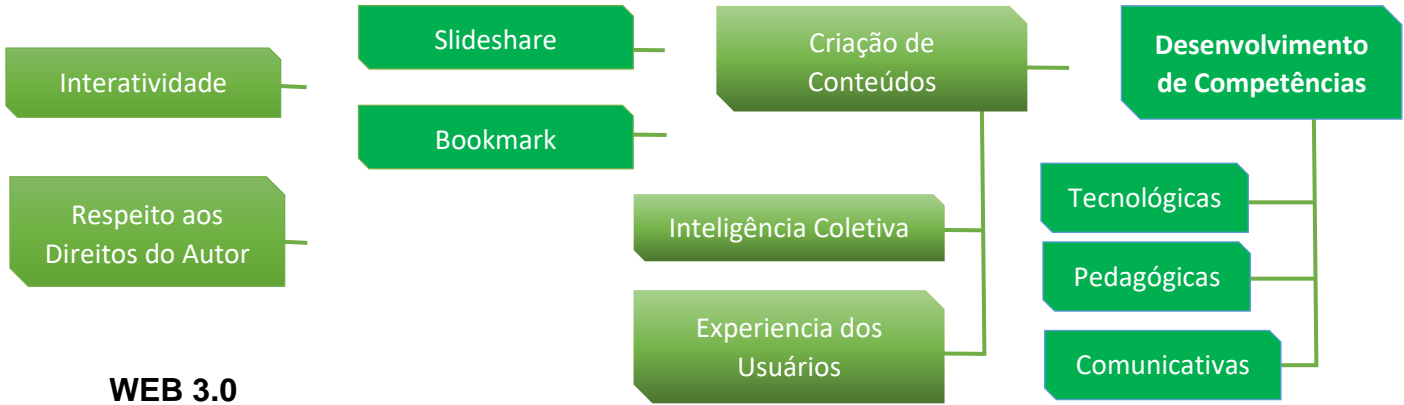 Interatividade
Respeito aos
Direitos do Autor
Slideshare
Bookmark
Criação de
Conteúdos
Inteligência Coletiva
Experiencia dos
Usuários
Desenvolvimento
de Competências
Tecnológicas
Pedagógicas
Comunicativas
WEB 3.0